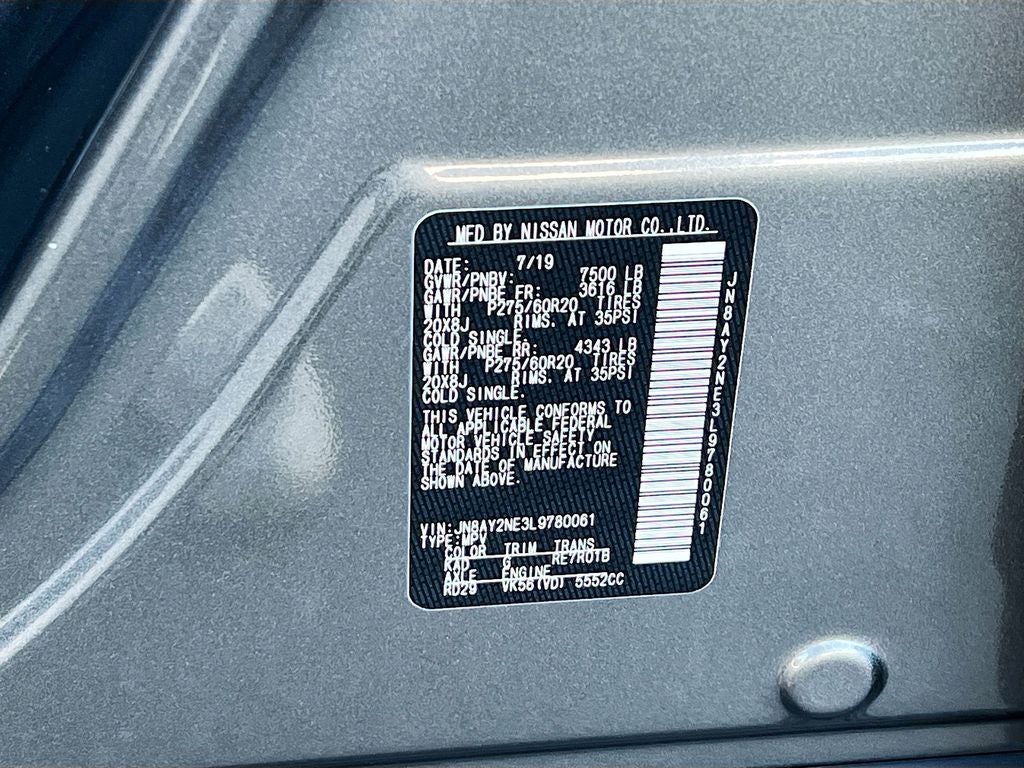 MFD BY NISSAN MOTOR CO.,LTD.
DATE: 7/19
GVWR/PNBV: 7500 LB
GAWR/PNBE FR: 3616 LB
WITH P275/60R20 TIRES
20X8J RIMS. AT 35PSI
COLD SINGLE.
GAWR/PNBE RR: 4343 LB
WITH P275/60R20 TIRES
20X8J RIMS. AT 35PSI
COLD SINGLE.
THIS VEHICLE CONFORMS TO
ALL APPLICABLE FEDERAL
MOTOR VEHICLE SAFETY
STANDARDS IN EFFECT ON
THE DATE OF MANUFACTURE
SHOWN ABOVE.
VIN:JN8AY2NE3L9780061
TYPE:MPV
COLOR TRIM TRANS
KAD G RE7R01B
AXLE ENGINE
RD29 VK56(VD) 5552CC
JN8AY2NE3L9780061